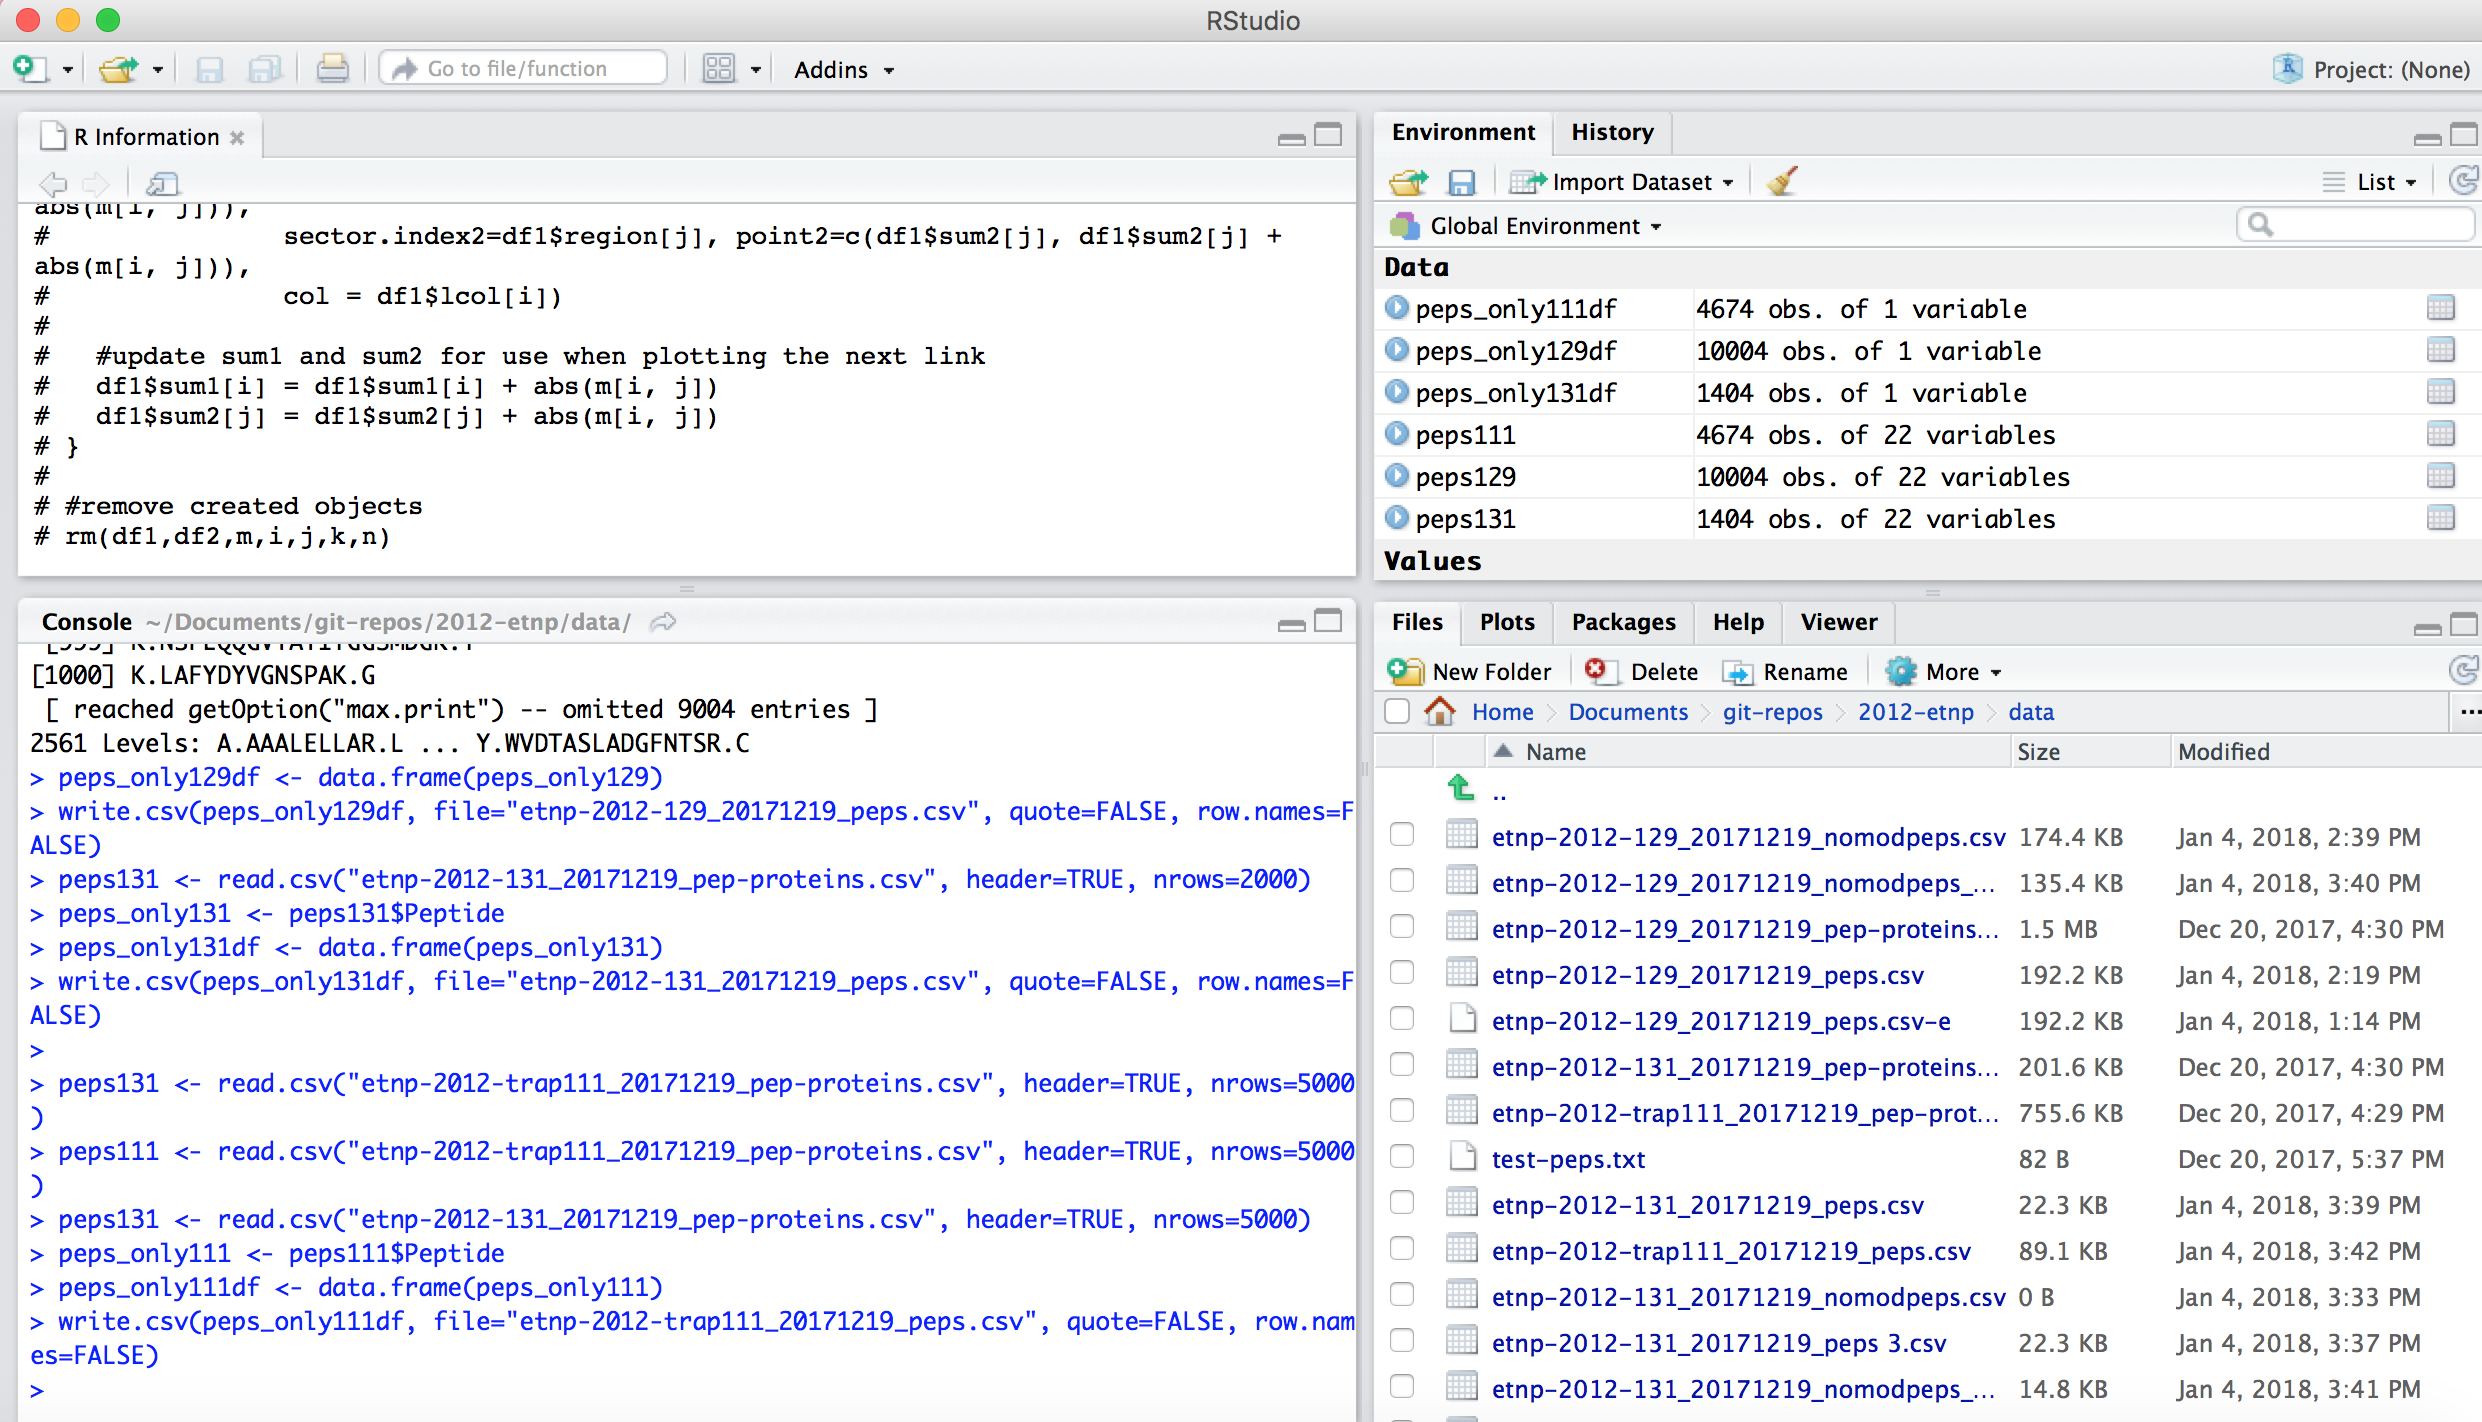 RStudio
Go to file/function
Addins
Project: (None)
R Information
abs(m[i, j])),
#                sector.index2=df1$region[j], point2=c(df1$sum2[j], df1$sum2[j] +
abs(m[i, j])),
#                col = df1$lcol[i])
#
#   #update sum1 and sum2 for use when plotting the next link
#   df1$sum1[i] = df1$sum1[i] + abs(m[i, j])
#   df1$sum2[j] = df1$sum2[j] + abs(m[i, j])
# }
#
# #remove created objects
# rm(df1,df2,m,i,j,k,n)
Console ~/Documents/git-repos/2012-etnp/data/
[1000] K.LAFYDYVGNSPAK.G
[ reached getOption("max.print") -- omitted 9004 entries ]
2561 Levels: A.AAALELLAR.L ... Y.WVDTASLADGFNTSR.C
> peps_only129df <- data.frame(peps_only129)
> write.csv(peps_only129df, file="etnp-2012-129_20171219_peps.csv", quote=FALSE, row.names=F
ALSE)
> peps131 <- read.csv("etnp-2012-131_20171219_pep-proteins.csv", header=TRUE, nrows=2000)
> peps_only131 <- peps131$Peptide
> peps_only131df <- data.frame(peps_only131)
> write.csv(peps_only131df, file="etnp-2012-131_20171219_peps.csv", quote=FALSE, row.names=F
ALSE)
>
> peps131 <- read.csv("etnp-2012-trap111_20171219_pep-proteins.csv", header=TRUE, nrows=5000
)
> peps111 <- read.csv("etnp-2012-trap111_20171219_pep-proteins.csv", header=TRUE, nrows=5000
)
> peps131 <- read.csv("etnp-2012-131_20171219_pep-proteins.csv", header=TRUE, nrows=5000)
> peps_only111 <- peps111$Peptide
> peps_only111df <- data.frame(peps_only111)
> write.csv(peps_only111df, file="etnp-2012-trap111_20171219_peps.csv", quote=FALSE, row.nam
es=FALSE)
>
Environment History
Import Dataset List
Global Environment
Data
peps_only111df 4674 obs. of 1 variable
peps_only129df 10004 obs. of 1 variable
peps_only131df 1404 obs. of 1 variable
peps111 4674 obs. of 22 variables
peps129 10004 obs. of 22 variables
peps131 1404 obs. of 22 variables
Values
Files Plots Packages Help Viewer
New Folder Delete Rename More
Home Documents git-repos 2012-etnp data ...
Name Size Modified
..
etnp-2012-129_20171219_nomodpeps.csv 174.4 KB Jan 4, 2018, 2:39 PM
etnp-2012-129_20171219_nomodpeps_... 135.4 KB Jan 4, 2018, 3:40 PM
etnp-2012-129_20171219_pep-proteins... 1.5 MB Dec 20, 2017, 4:30 PM
etnp-2012-129_20171219_peps.csv 192.2 KB Jan 4, 2018, 2:19 PM
etnp-2012-129_20171219_peps.csv-e 192.2 KB Jan 4, 2018, 1:14 PM
etnp-2012-131_20171219_pep-proteins... 201.6 KB Dec 20, 2017, 4:30 PM
etnp-2012-trap111_20171219_pep-prot... 755.6 KB Dec 20, 2017, 4:29 PM
test-peps.txt 82 B Dec 20, 2017, 5:37 PM
etnp-2012-131_20171219_peps.csv 22.3 KB Jan 4, 2018, 3:39 PM
etnp-2012-trap111_20171219_peps.csv 89.1 KB Jan 4, 2018, 3:42 PM
etnp-2012-131_20171219_nomodpeps.csv 0 B Jan 4, 2018, 3:33 PM
etnp-2012-131_20171219_peps 3.csv 22.3 KB Jan 4, 2018, 3:37 PM
etnp-2012-131_20171219_nomodpeps_... 14.8 KB Jan 4, 2018, 3:41 PM